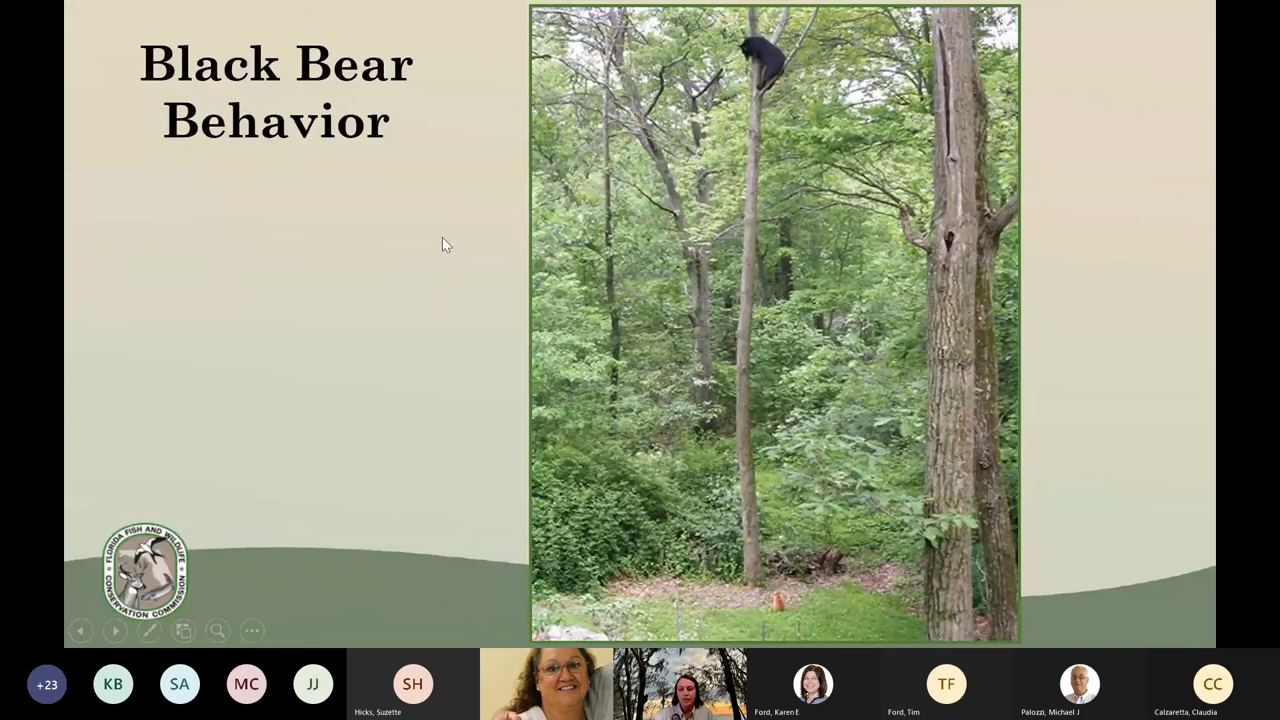 Black Bear
Behavior
FLORIDA FISH AND WILDLIFE
CONSERVATION COMMISSION
+23
KB
SA
MC
JJ
SH
TF
CC
Hicks, Suzette
Ford, Karen E
Ford, Tim
Palozzi, Michael J
Calzaretta, Claudia